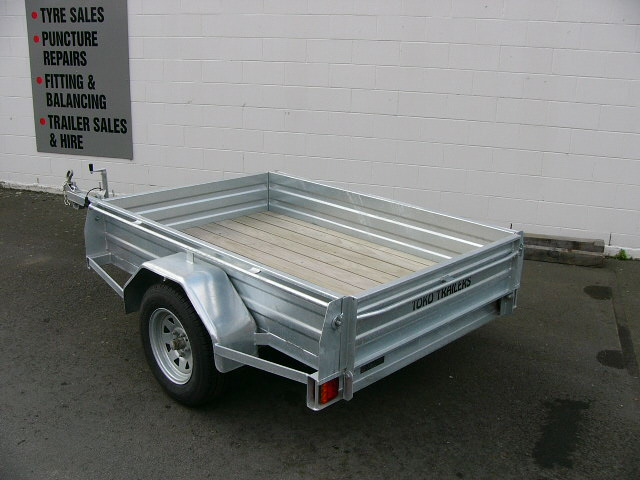 • TYRE SALES
• PUNCTURE
REPAIRS
• FITTING &
BALANCING
• TRAILER SALES
& HIRE
TOKO TRAILERS